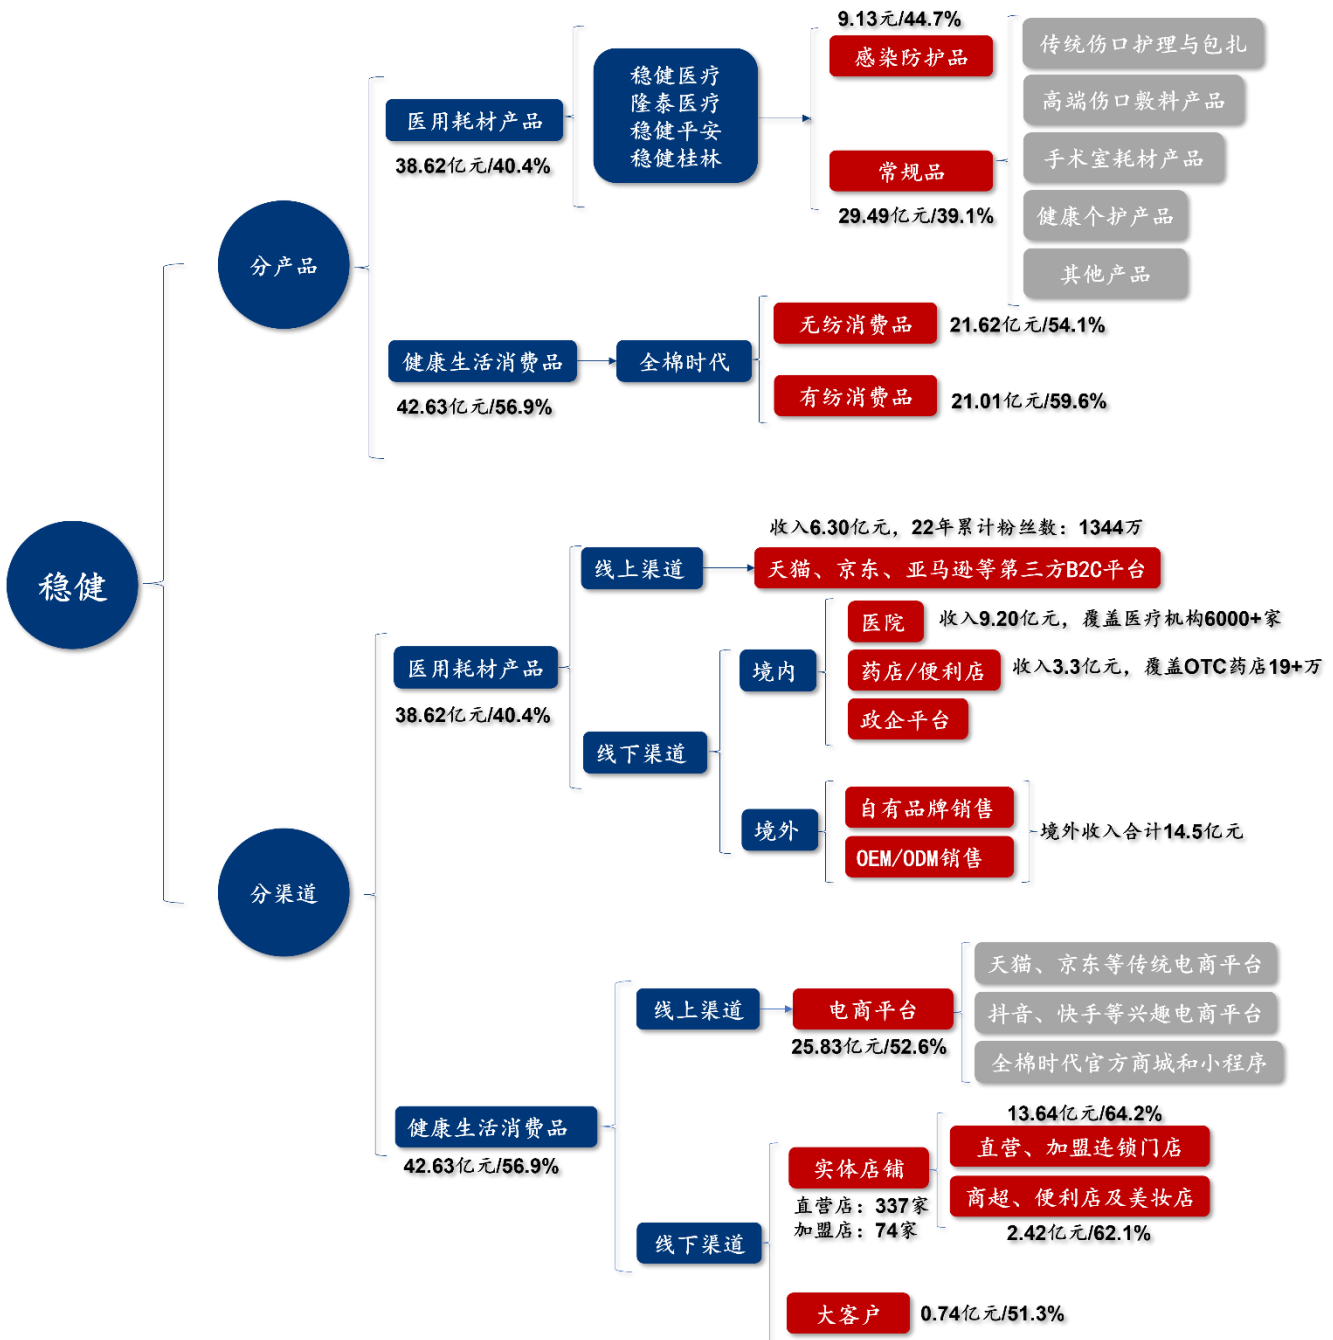 稳健
分产品
医用耗材产品
38.62亿元/40.4%
稳健医疗
隆泰医疗
稳健平安
稳健桂林
9.13元/44.7%
感染防护品
常规品
29.49亿元/39.1%
传统伤口护理与包扎
高端伤口敷料产品
手术室耗材产品
健康个护产品
其他产品
健康生活消费品
42.63亿元/56.9%
全棉时代
无纺消费品
21.62亿元/54.1%
有纺消费品
21.01亿元/59.6%
分渠道
医用耗材产品
38.62亿元/40.4%
线上渠道
收入6.30亿元，22年累计粉丝数：1344万
天猫、京东、亚马逊等第三方B2C平台
线下渠道
境内
医院
收入9.20亿元，覆盖医疗机构6000+家
药店/便利店
收入3.3亿元，覆盖OTC药店19+万
政企平台
境外
自有品牌销售
OEM/ODM销售
境外收入合计14.5亿元
健康生活消费品
42.63亿元/56.9%
线上渠道
电商平台
25.83亿元/52.6%
天猫、京东等传统电商平台
抖音、快手等兴趣电商平台
全棉时代官方商城和小程序
线下渠道
实体店铺
直营店：337家
加盟店：74家
13.64亿元/64.2%
直营、加盟连锁门店
商超、便利店及美妆店
2.42亿元/62.1%
大客户
0.74亿元/51.3%